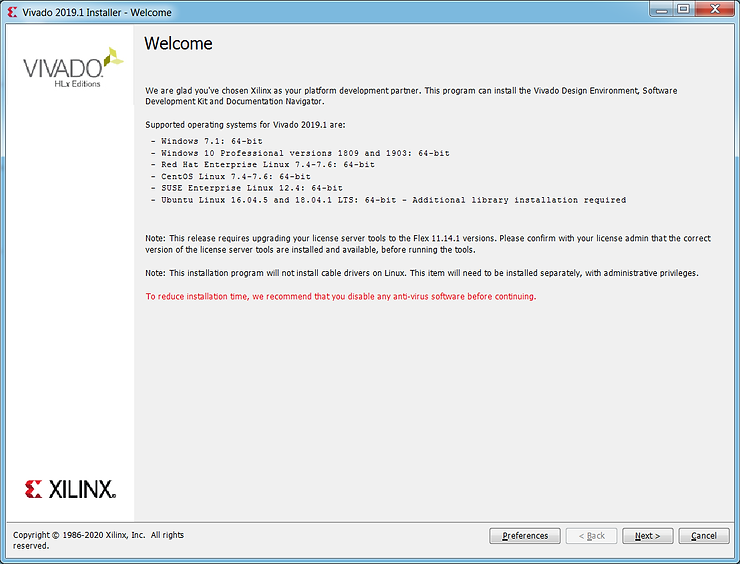 Vivado 2019.1 Installer - Welcome
VIVADO.
HLx Editions
Welcome
We are glad you've chosen Xilinx as your platform development partner. This program can install the Vivado Design Environment, Software
Development Kit and Documentation Navigator.
Supported operating systems for Vivado 2019.1 are:
- Windows 7.1: 64-bit
- Windows 10 Professional versions 1809 and 1903: 64-bit
- Red Hat Enterprise Linux 7.4-7.6: 64-bit
- CentOS Linux 7.4-7.6: 64-bit
- SUSE Enterprise Linux 12.4: 64-bit
- Ubuntu Linux 16.04.5 and 18.04.1 LTS: 64-bit - Additional library installation required
Note: This release requires upgrading your license server tools to the Flex 11.14.1 versions. Please confirm with your license admin that the correct
version of the license server tools are installed and available, before running the tools.
Note: This installation program will not install cable drivers on Linux. This item will need to be installed separately, with administrative privileges.
To reduce installation time, we recommend that you disable any anti-virus software before continuing.
XILINX.
Copyright © 1986-2020 Xilinx, Inc. All rights
reserved.
Preferences
< Back
Next >
Cancel